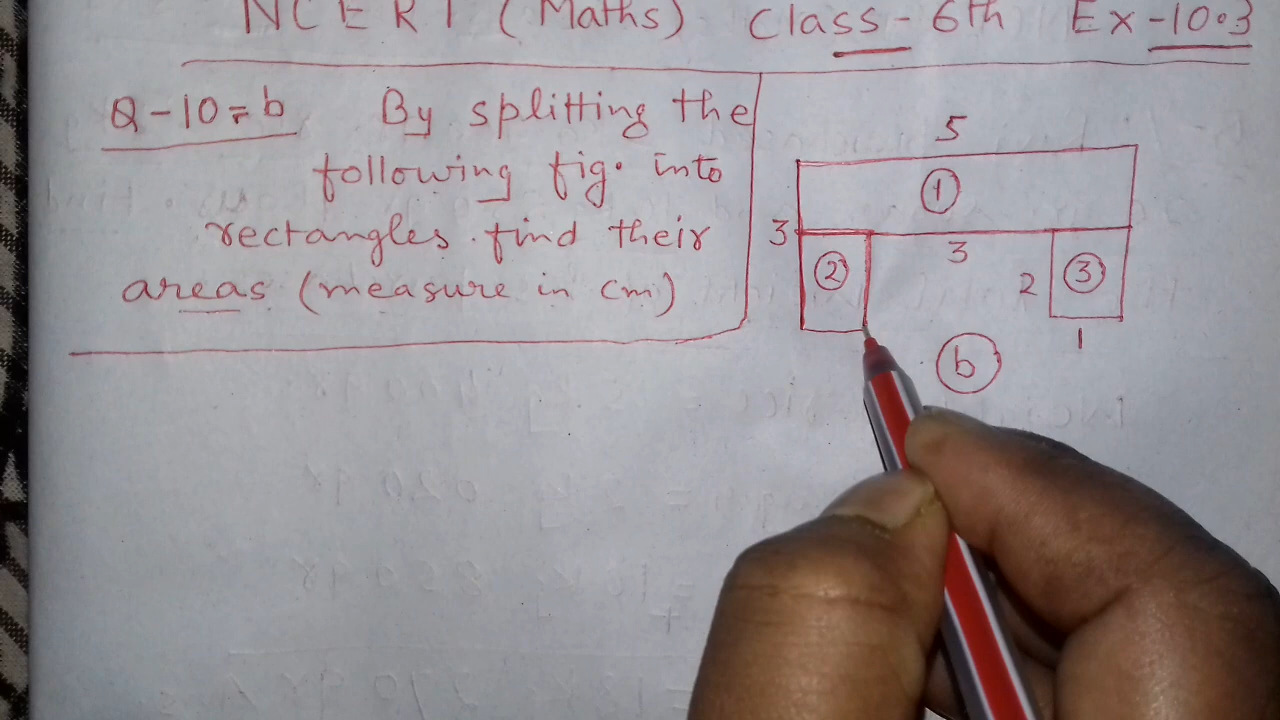 NCERT (Maths) Class-6th Ex-10.3
Q-10=b By splitting the
following fig. into
rectangles. find their
areas (measure in cm)
5
1
3
3
2
3
2
1
b